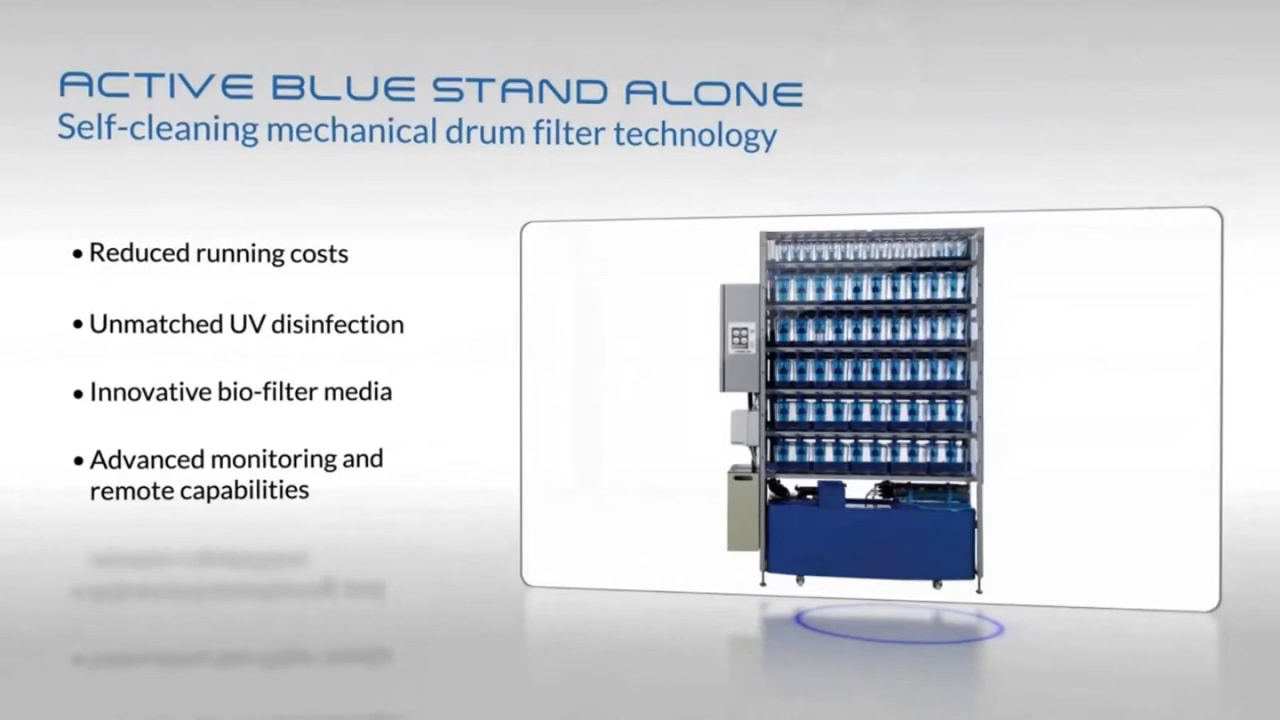 ACTIVE BLUE STAND ALONE
Self-cleaning mechanical drum filter technology
• Reduced running costs
• Unmatched UV disinfection
• Innovative bio-filter media
• Advanced monitoring and
remote capabilities